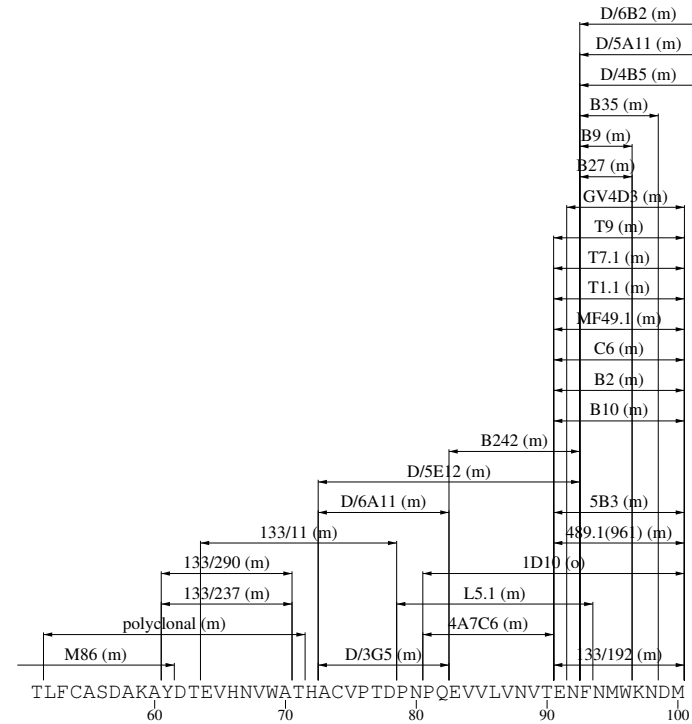 D/6B2 (m)
D/5A11 (m)
D/4B5 (m)
B35 (m)
B9 (m)
B27 (m)
GV4D3 (m)
T9 (m)
T7.1 (m)
T1.1 (m)
MF49.1 (m)
C6 (m)
B2 (m)
B10 (m)
B242 (m)
D/5E12 (m)
D/6A11 (m) 5B3 (m)
133/11 (m) 489.1(961) (m)
133/290 (m) 1D10 (o)
133/237 (m) L5.1 (m)
polyclonal (m) 4A7C6 (m)
M86 (m) D/3G5 (m) 133/192 (m)
TLFCASDAKAYDTEVHNVWATHACVPTDPNPQEVVLVNVTENFNMWKNDM
60 70 80 90 100